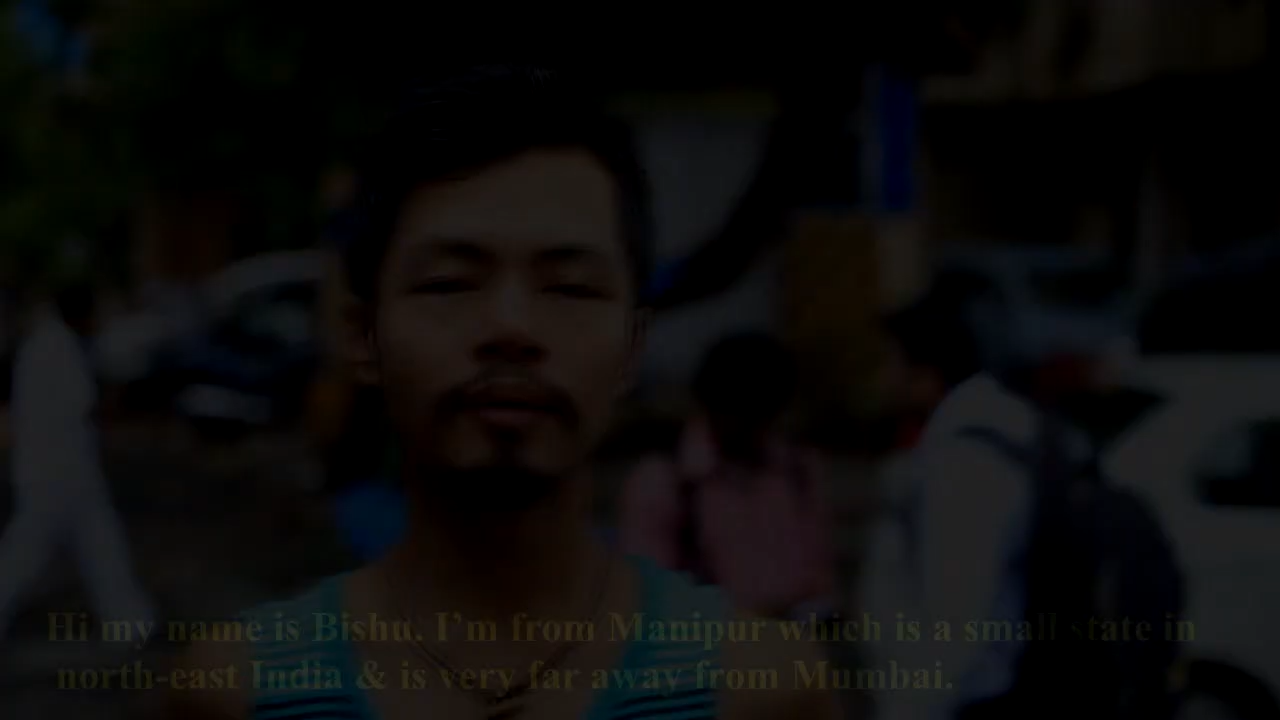 Hi my name is Bishu. I'm from Manipur which is a small state in
north-east India & is very far away from Mumbai.